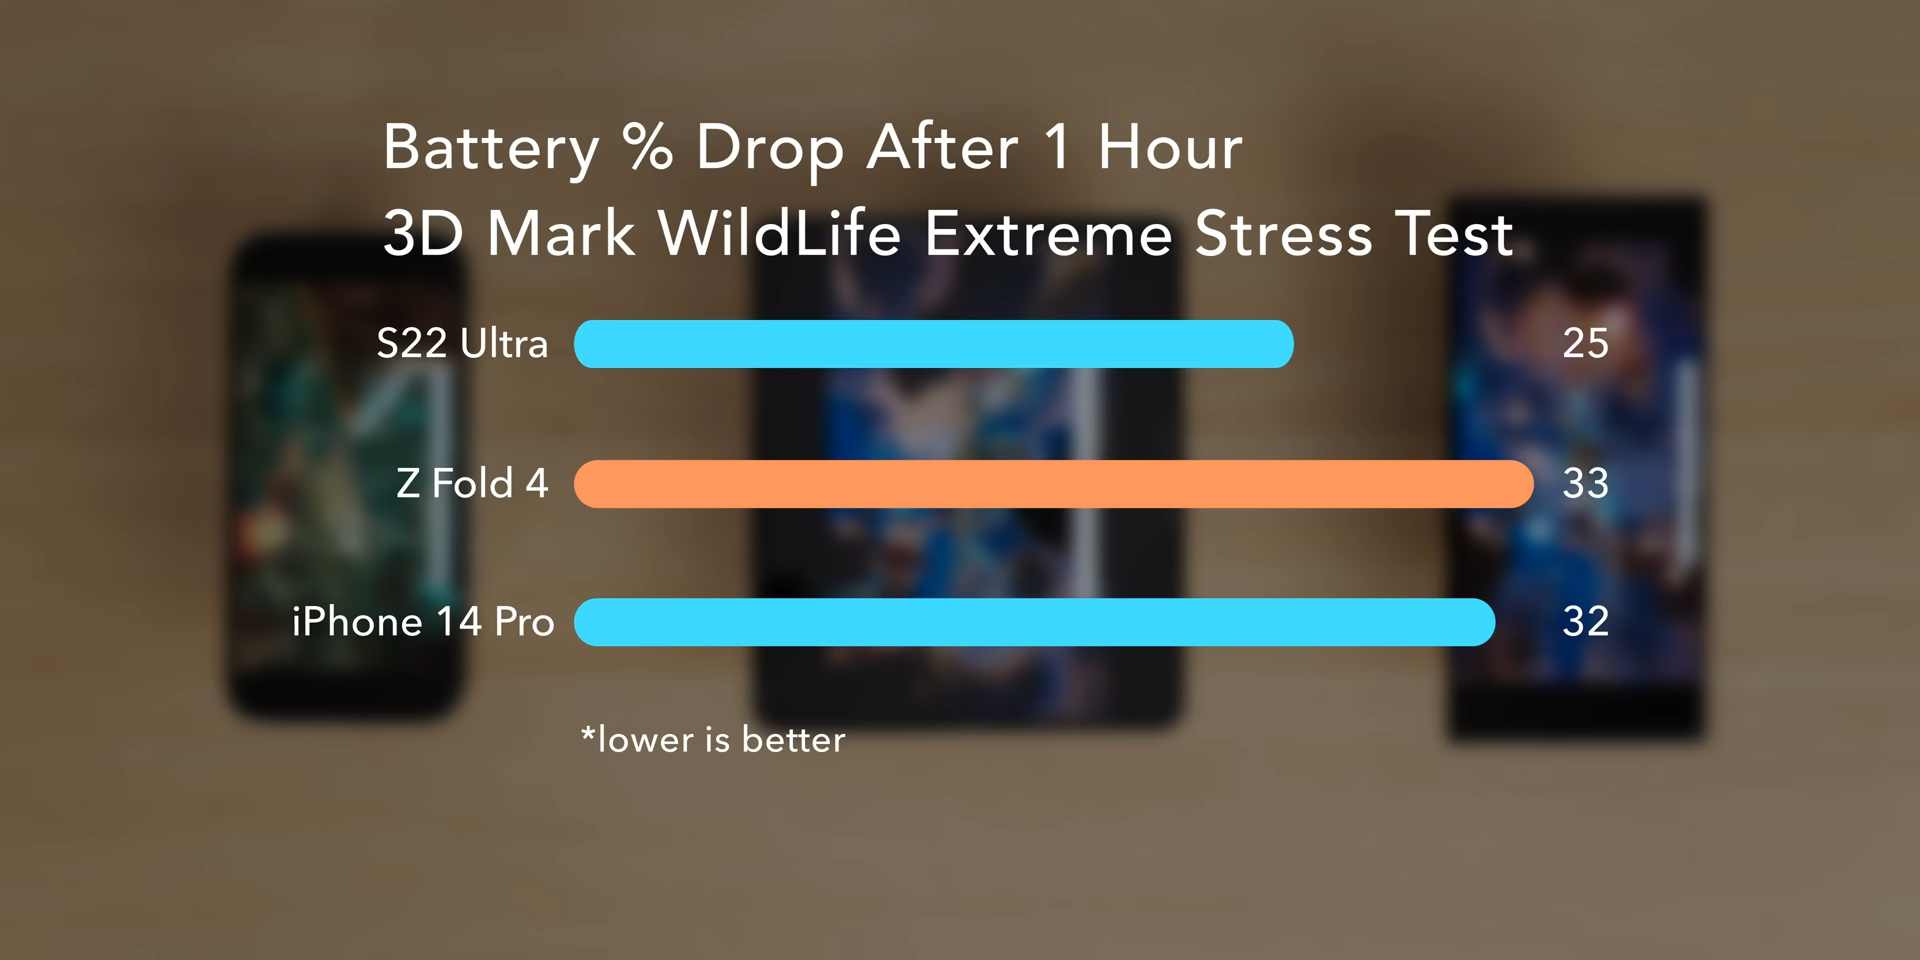 Battery % Drop After 1 Hour
3D Mark WildLife Extreme Stress Test
S22 Ultra 25
Z Fold 4 33
iPhone 14 Pro 32
*lower is better